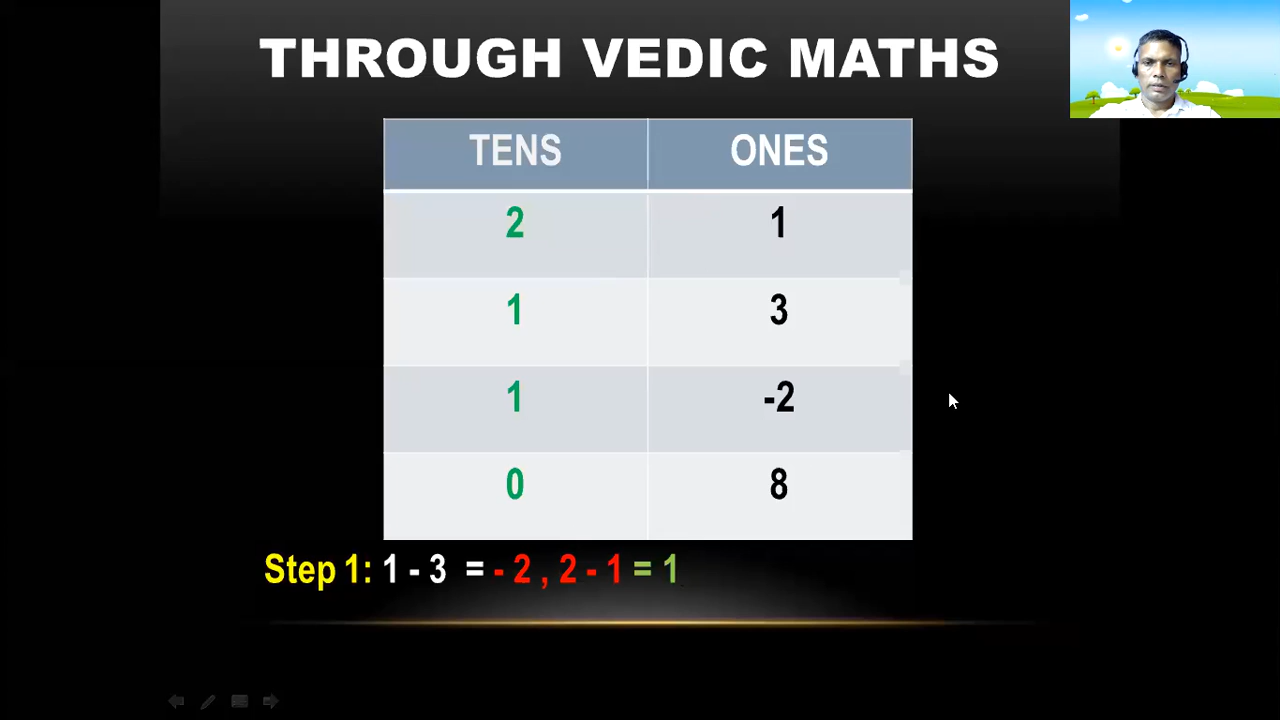 THROUGH VEDIC MATHS
TENS ONES
2 1
1 3
1 -2
0 8
Step 1: 1 - 3 = - 2 , 2 - 1 = 1